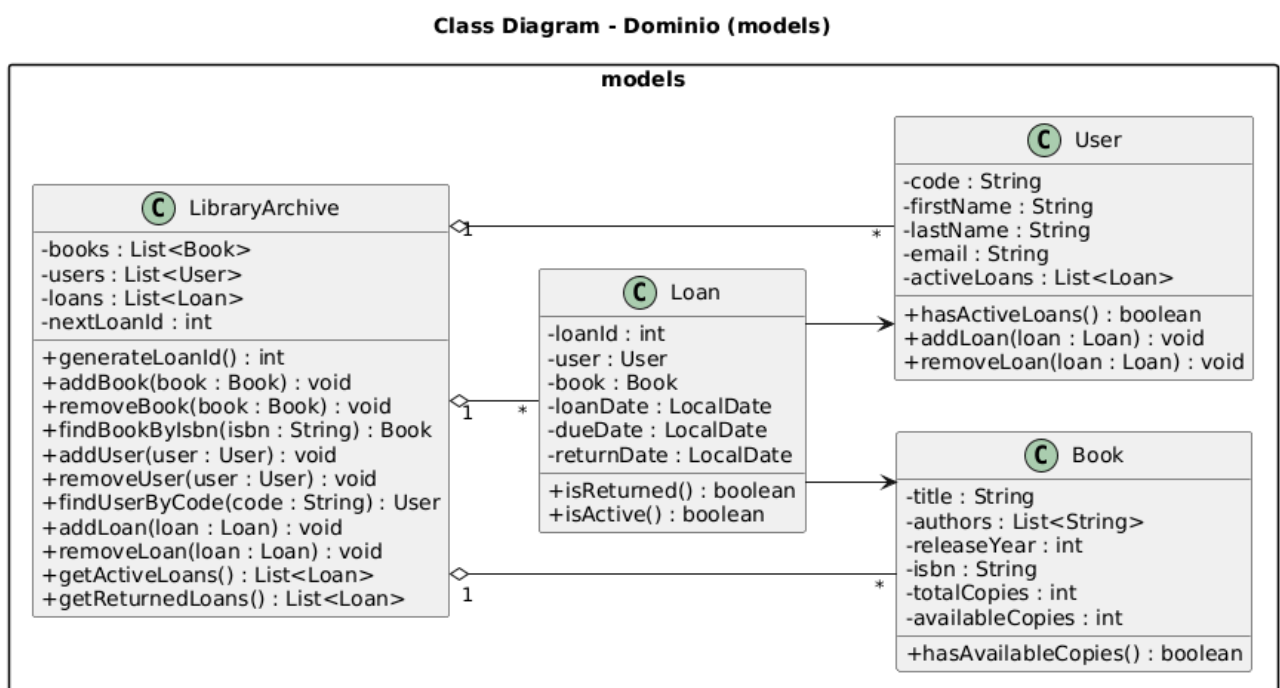 Class Diagram - Dominio (models)
models
C LibraryArchive
-books : List<Book>
-users : List<User>
-loans : List<Loan>
-nextLoanId : int
+generateLoanId() : int
+addBook(book : Book) : void
+removeBook(book : Book) : void
+findBookByIsbn(isbn : String) : Book
+addUser(user : User) : void
+removeUser(user : User) : void
+findUserByCode(code : String) : User
+addLoan(loan : Loan) : void
+removeLoan(loan : Loan) : void
+getActiveLoans() : List<Loan>
+getReturnedLoans() : List<Loan>
1
*
1
*
1
*
C Loan
-loanId : int
-user : User
-book : Book
-loanDate : LocalDate
-dueDate : LocalDate
-returnDate : LocalDate
+isReturned() : boolean
+isActive() : boolean
C User
-code : String
-firstName : String
-lastName : String
-email : String
-activeLoans : List<Loan>
+hasActiveLoans() : boolean
+addLoan(loan : Loan) : void
+removeLoan(loan : Loan) : void
C Book
-title : String
-authors : List<String>
-releaseYear : int
-isbn : String
-totalCopies : int
-availableCopies : int
+hasAvailableCopies() : boolean